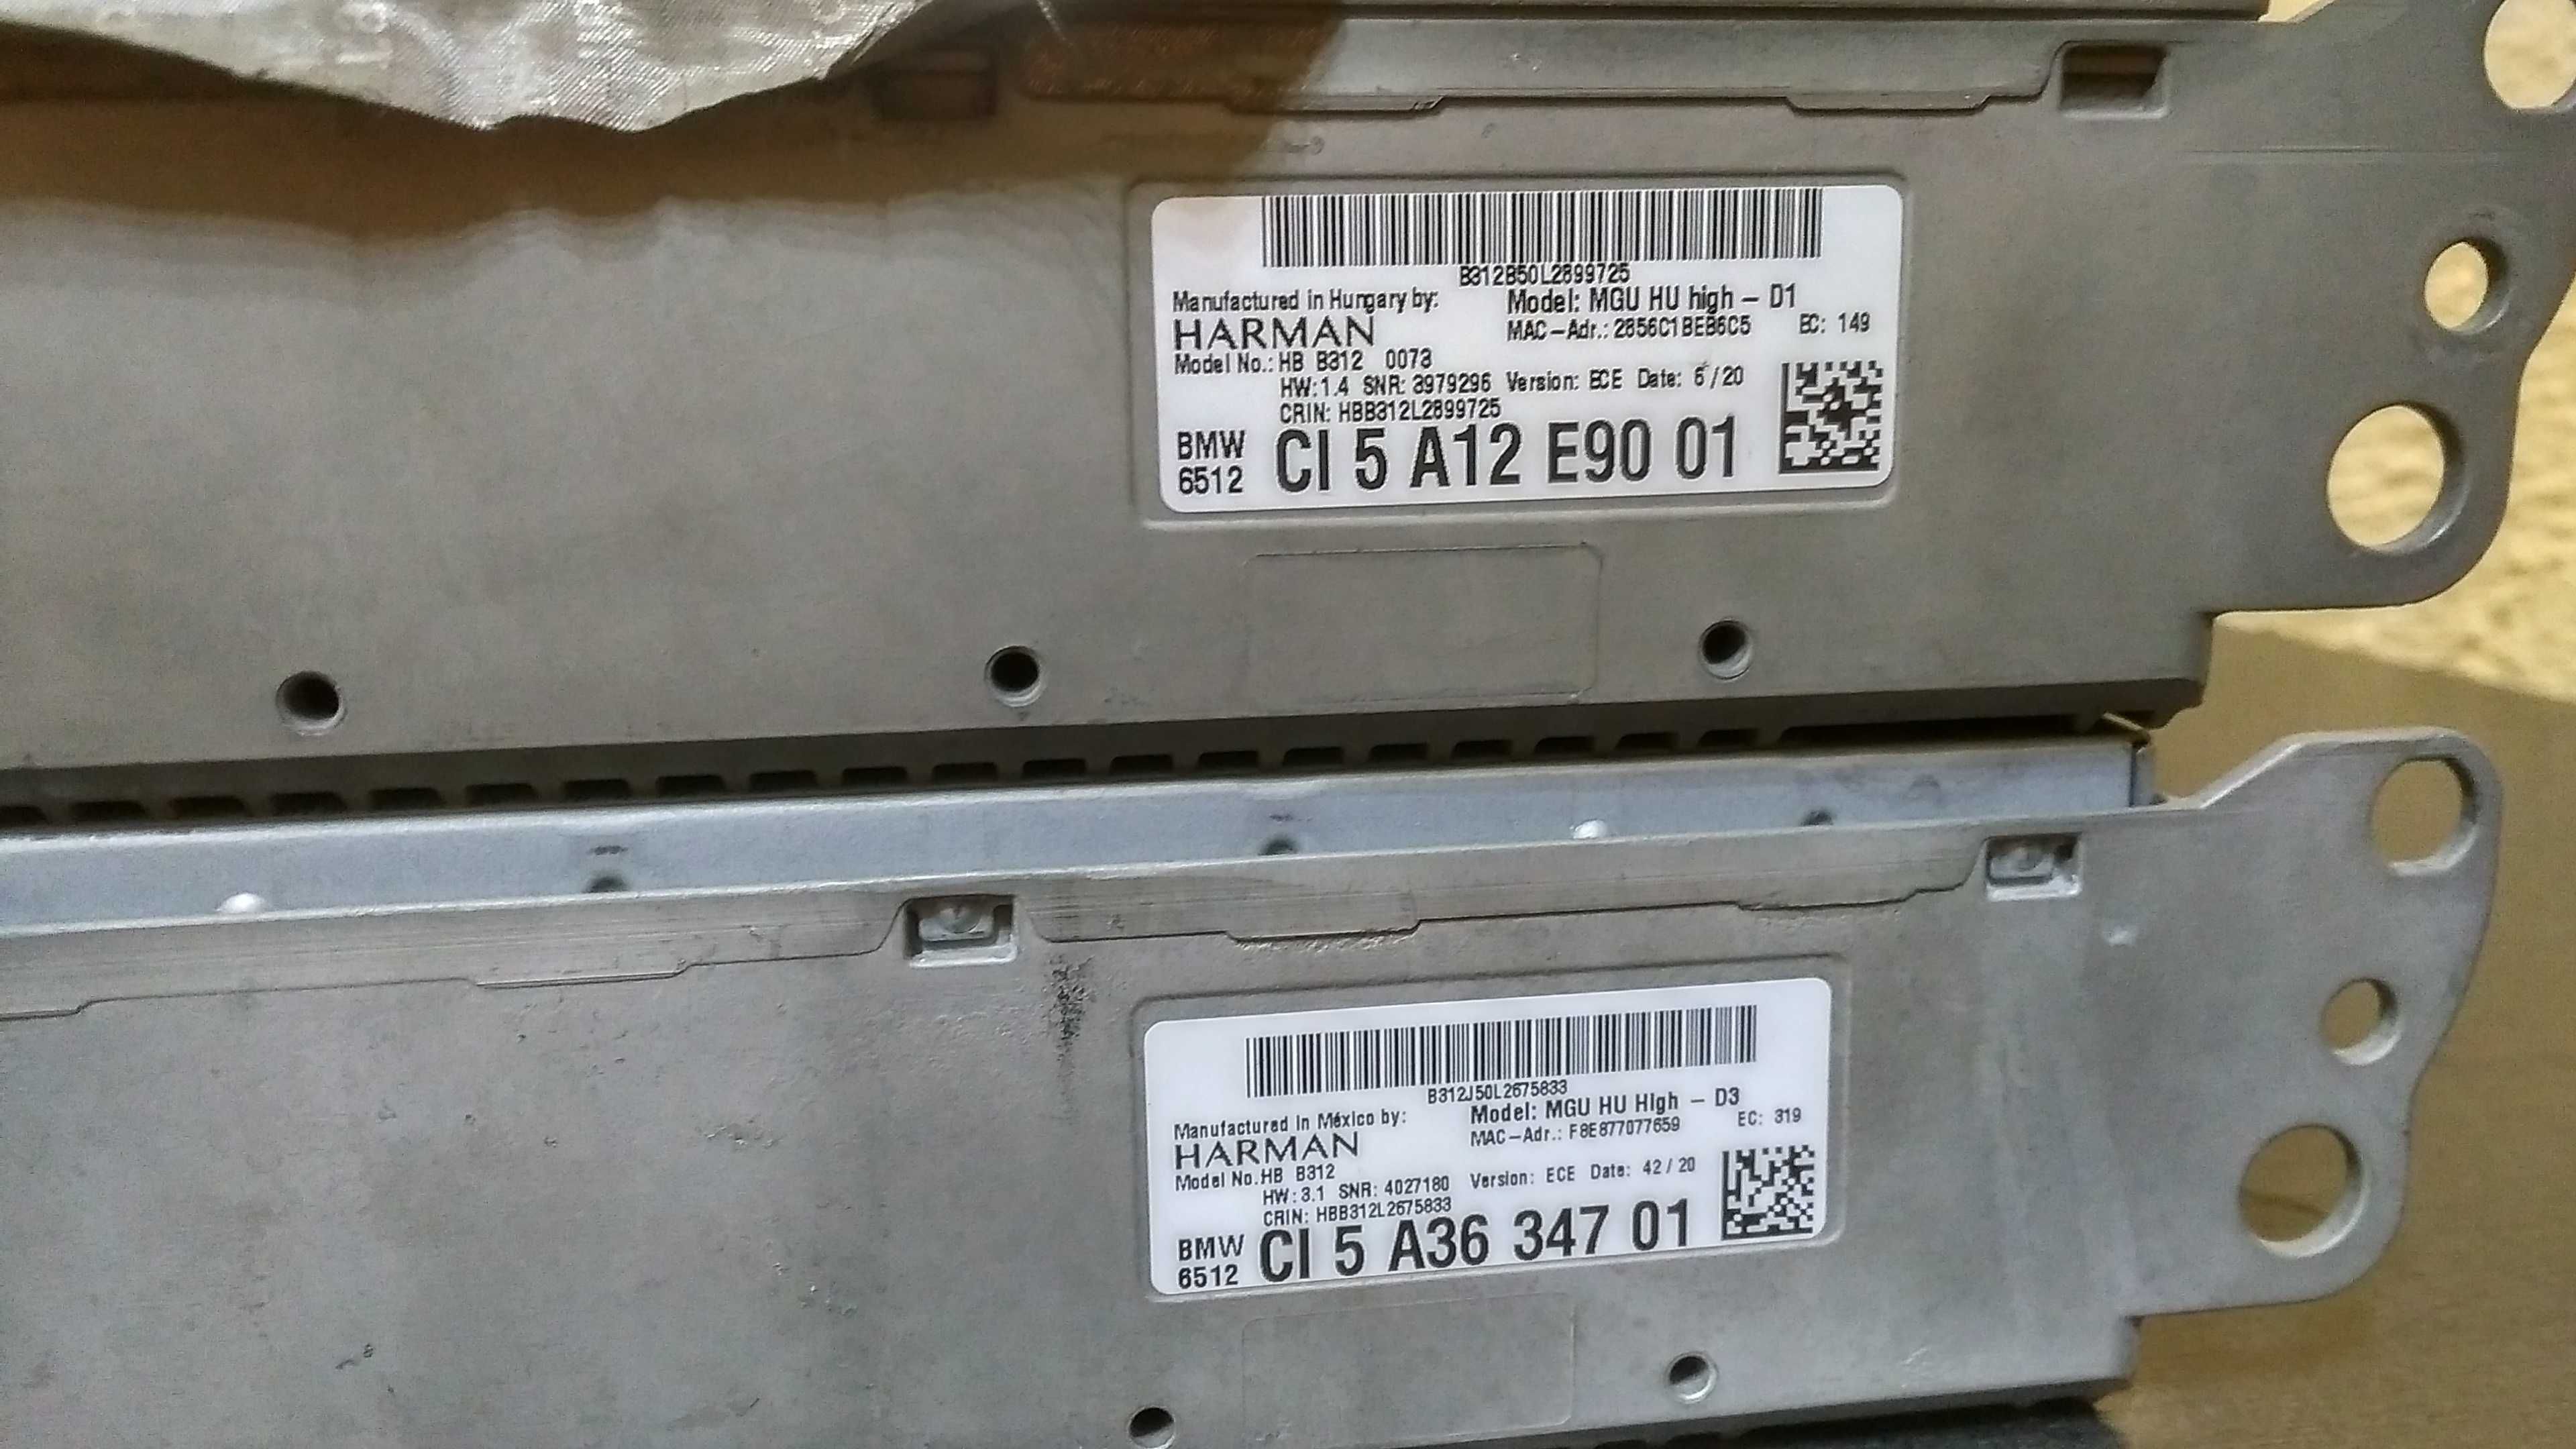 B312B50L2899725
Manufactured in Hungary by: Model: MGU HU high – D1
HARMAN MAC-Adr.: 2856C1BEB6C5 EC: 149
Model No.: HB B312 0073
HW:1.4 SNR: 3979296 Version: ECE Date: 6/20
CRIN: HBB312L2899725
BMW 6512 CI 5 A12 E90 01
B312J50L2675833
Manufactured in México by: Model: MGU HU High – D3
HARMAN MAC-Adr.: F8E877077659 EC: 319
Model No. HB B312
HW:3.1 SNR: 4027180 Version: ECE Date: 42/20
CRIN: HBB312L2675833
BMW 6512 CI 5 A36 347 01